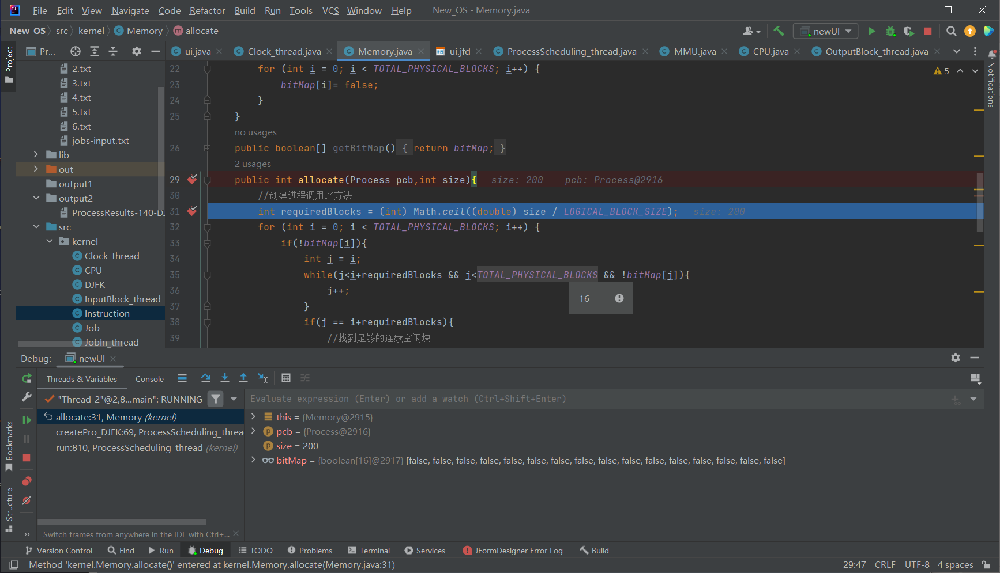 File Edit View Navigate Code Refactor Build Run Tools VCS Window Help New_OS - Memory.java
New_OS src kernel Memory allocate newUI
Project
Pr... ui.java Clock_thread.java Memory.java ui.jfd ProcessScheduling_thread.java MMU.java CPU.java OutputBlock_thread.java
Notifications
2.txt
3.txt
4.txt
5.txt
6.txt
jobs-input.txt
lib
out
output1
output2
ProcessResults-140-DJ
src
kernel
Clock_thread
CPU
DJFK
InputBlock_thread
Instruction
Job
JobIn_thread
5
22 for (int i = 0; i < TOTAL_PHYSICAL_BLOCKS; i++) {
23 bitMap[i]= false;
24 }
25 }
no usages
26 public boolean[] getBitMap() { return bitMap; }
2 usages
29 public int allocate(Process pcb,int size){ size: 200 pcb: Process@2916
30 //创建进程调用此方法
31 int requiredBlocks = (int) Math.ceil((double) size / LOGICAL_BLOCK_SIZE); size: 200
32 for (int i = 0; i < TOTAL_PHYSICAL_BLOCKS; i++) {
33 if(!bitMap[i]){
34 int j = i;
35 while(j<i+requiredBlocks && j<TOTAL_PHYSICAL_BLOCKS && !bitMap[j]){
36 j++;
16
37 }
38 if(j == i+requiredBlocks){
39 //找到足够的连续空闲块
Debug: newUI
Threads & Variables Console
"Thread-2"@2,8...main": RUNNING
Evaluate expression (Enter) or add a watch (Ctrl+Shift+Enter)
allocate:31, Memory (kernel)
createPro_DJFK:69, ProcessScheduling_threa
run:810, ProcessScheduling_thread (kernel)
this = {Memory@2915}
pcb = {Process@2916}
size = 200
bitMap = {boolean[16]@2917} [false, false, false, false, false, false, false, false, false, false, false, false, false, false, false, false]
Bookmarks
Structure
Switch frames from anywhere in the IDE with Ctrl+...
Version Control Find Run Debug TODO Problems Terminal Services JFormDesigner Error Log Build
Method 'kernel.Memory.allocate()' entered at kernel.Memory.allocate(Memory.java:31) 29:47 CRLF UTF-8 4 spaces